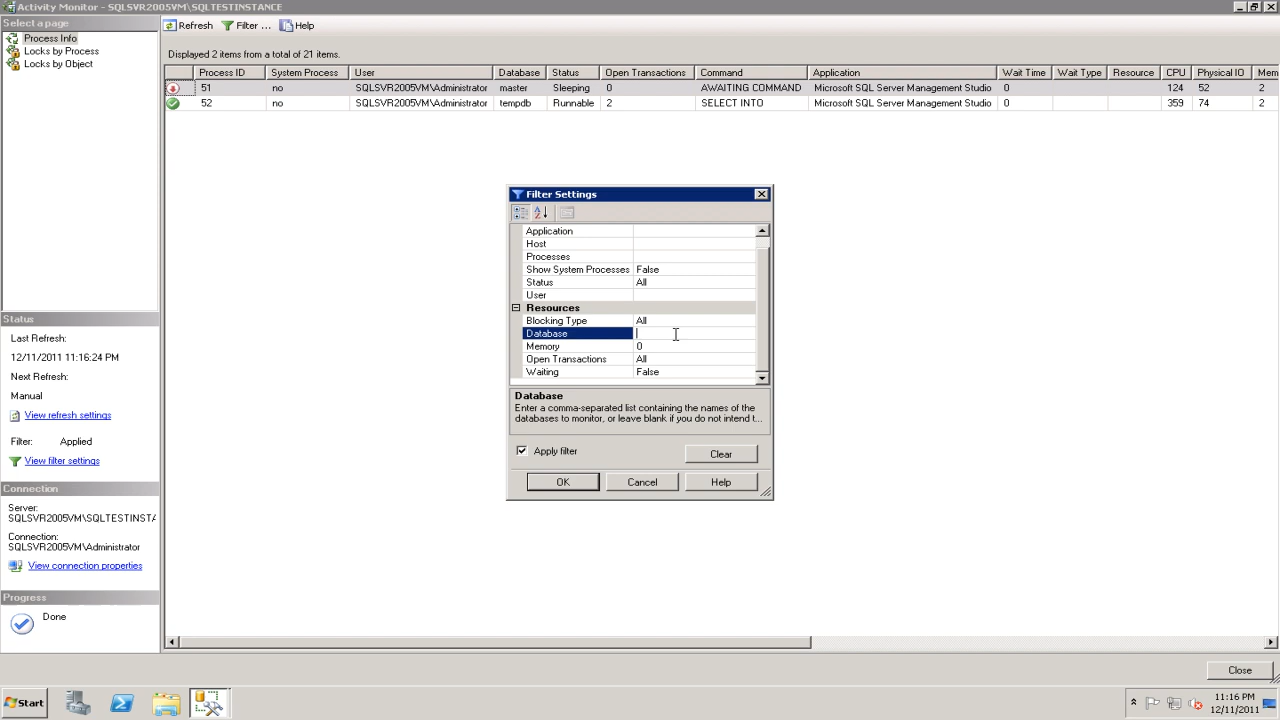 Activity Monitor - SQLSVR2005VM\SQLTESTINSTANCE
Select a page
Process Info
Locks by Process
Locks by Object
Refresh Filter ... Help
Displayed 2 items from a total of 21 items.
Process ID System Process User Database Status Open Transactions Command Application Wait Time Wait Type Resource CPU Physical IO Mem
51 no SQLSVR2005VM\Administrator master Sleeping 0 AWAITING COMMAND Microsoft SQL Server Management Studio 0 124 52 2
52 no SQLSVR2005VM\Administrator tempdb Runnable 2 SELECT INTO Microsoft SQL Server Management Studio 0 359 74 2
Filter Settings
Application
Host
Processes
Show System Processes False
Status All
User
Resources
Blocking Type All
Database
Memory 0
Open Transactions All
Waiting False
Database
Enter a comma-separated list containing the names of the
databases to monitor, or leave blank if you do not intend t...
Apply filter
Clear
OK Cancel Help
Status
Last Refresh:
12/11/2011 11:16:24 PM
Next Refresh:
Manual
View refresh settings
Filter: Applied
View filter settings
Connection
Server:
SQLSVR2005VM\SQLTESTINSTA
Connection:
SQLSVR2005VM\Administrator
View connection properties
Progress
Done
Close
Start
11:16 PM
12/11/2011